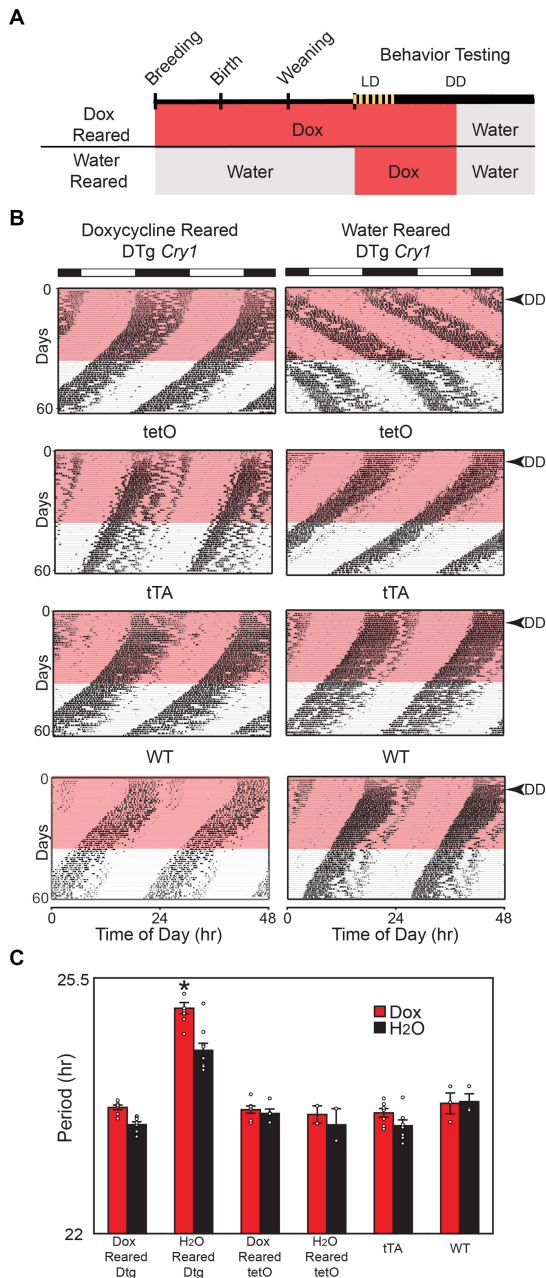 A
Breeding
Birth
Weaning
Behavior Testing
LD
DD
Dox
Reared
Dox
Water
Water
Reared
Water
Dox
Water
B
Doxycycline Reared
DTg Cry1
Water Reared
DTg Cry1
0
Days
60
DD
tetO
tetO
0
Days
60
DD
tTA
tTA
0
Days
60
DD
WT
WT
0
Days
60
DD
0
24
48
0
24
48
Time of Day (hr)
Time of Day (hr)
C
25.5
*
Dox
H2O
Period (hr)
22
Dox
Reared
Dtg
H2O
Reared
Dtg
Dox
Reared
tetO
H2O
Reared
tetO
tTA
WT